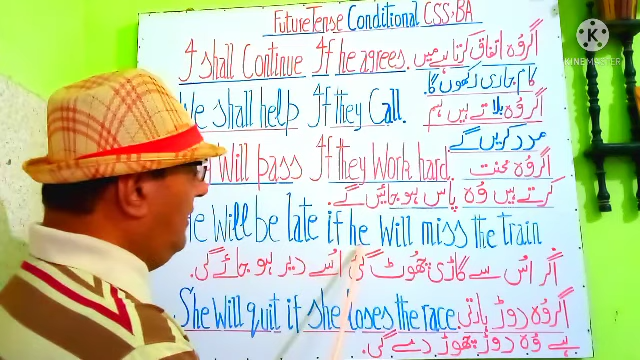 Future Tense Conditional CSS-BA
I shall Continue If he agrees. اگر وہ اتفاق کرتا ہے میں
کام جاری رکھوں گا
We shall help If they Call. اگر وہ بلاتے ہیں ہم
مدد کریں گے
Will pass If they Work hard. اگر وہ محنت
کرتے ہیں وہ پاس ہو جائیں گے۔
He Will be late if he Will miss the train
اگر اُس سے گاڑی چھوٹ گئی اُسے دیر ہو جائے گی۔
She Will quit if she loses the race. اگر وہ دوڑ ہارتی
ہے وہ دوڑ چھوڑ دے گی۔
KINEMASTER